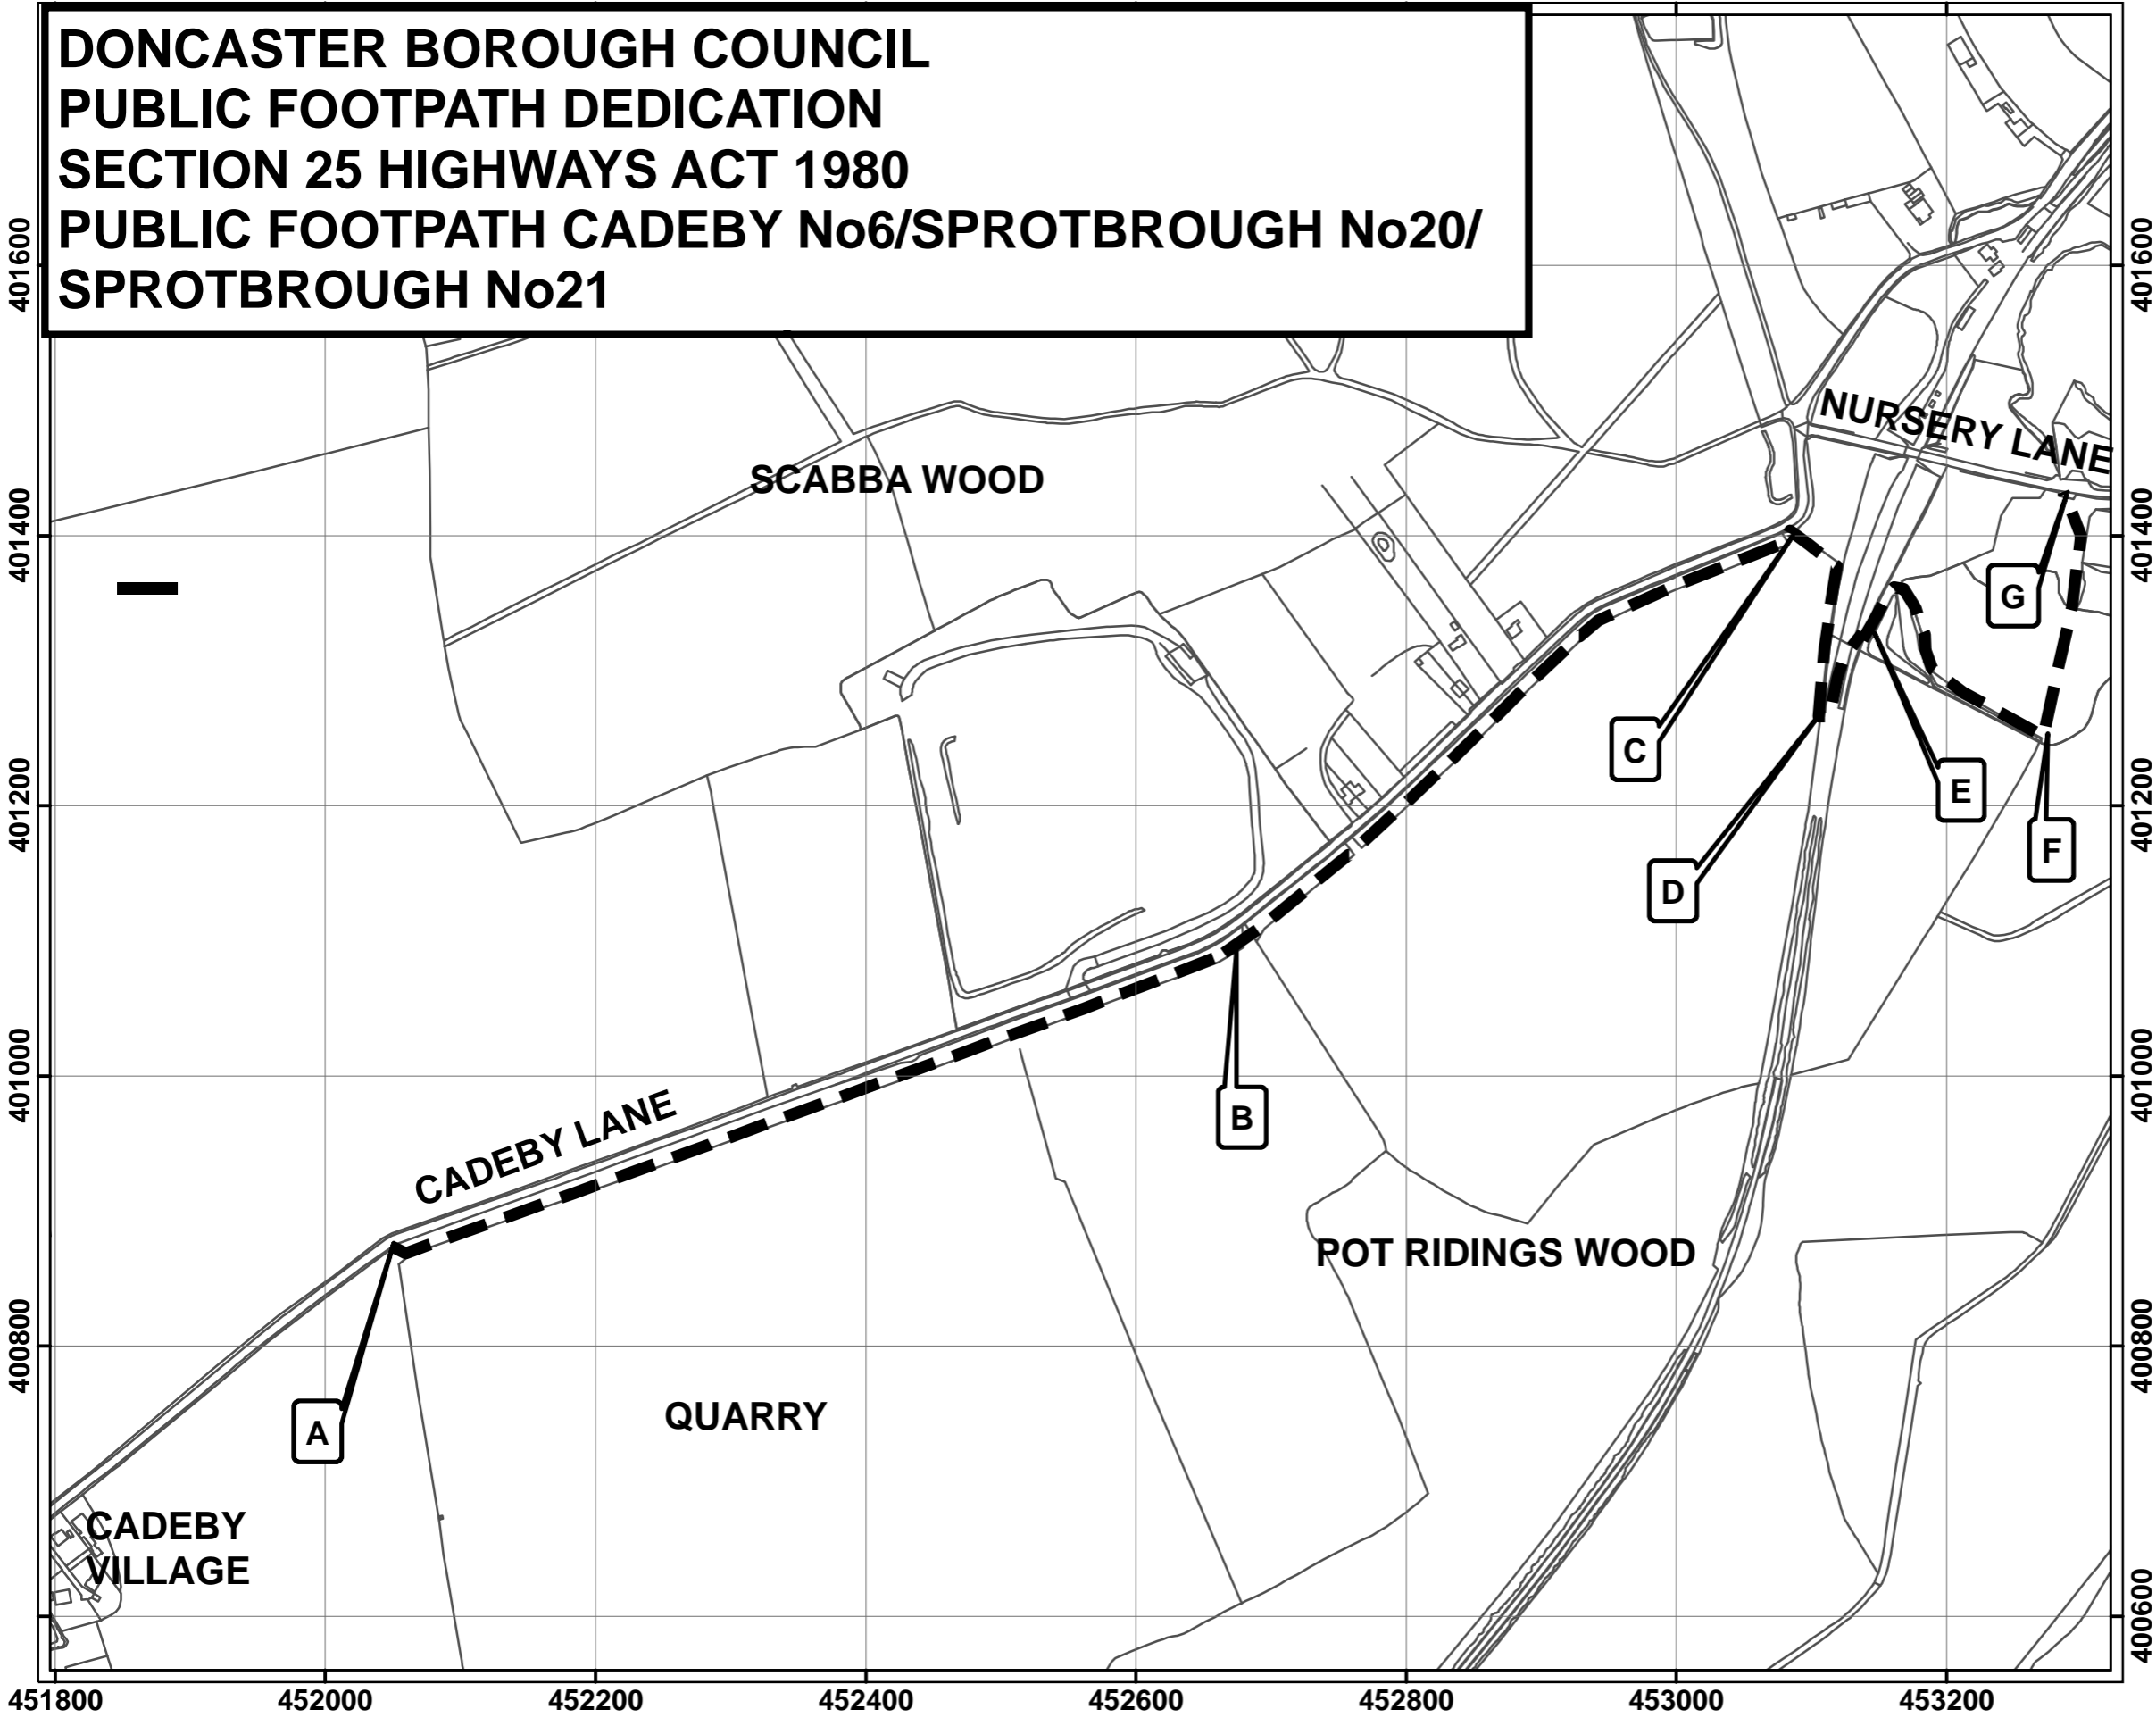 DONCASTER BOROUGH COUNCIL
PUBLIC FOOTPATH DEDICATION
SECTION 25 HIGHWAYS ACT 1980
PUBLIC FOOTPATH CADEBY No6/SPROTBROUGH No20/
SPROTBROUGH No21
401600
401600
NURSERY LANE
SCABBA WOOD
401400
401400
G
C
E
401200
401200
F
D
B
401000
401000
CADEBY LANE
POT RIDINGS WOOD
400800
400800
QUARRY
A
CADEBY
VILLAGE
400600
451800
452000
452200
452400
452600
452800
453000
453200